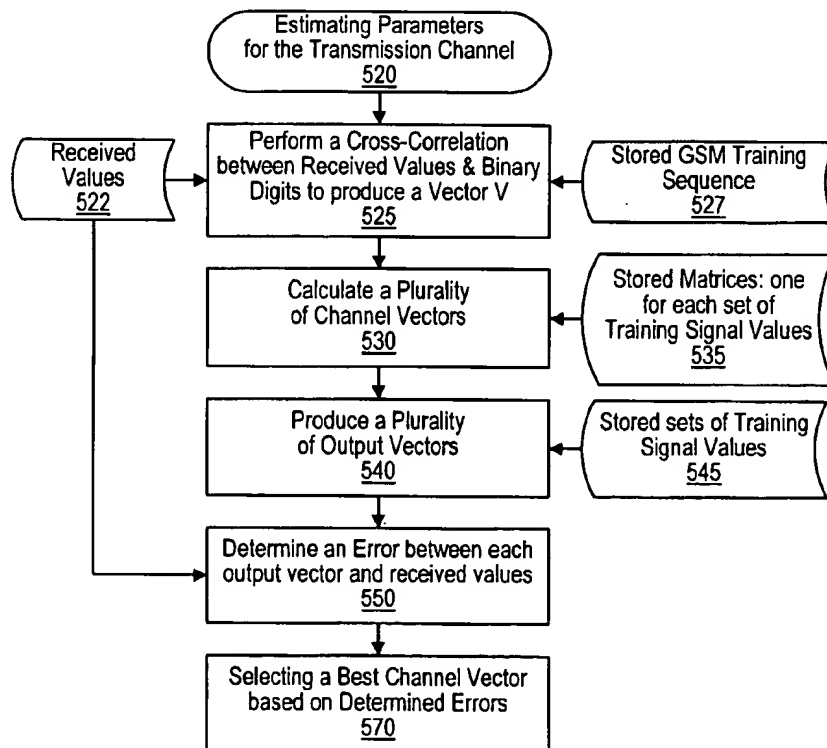 Estimating Parameters
for the Transmission Channel
520
Received
Values
522
Perform a Cross-Correlation
between Received Values & Binary
Digits to produce a Vector V
525
Stored GSM Training
Sequence
527
Calculate a Plurality
of Channel Vectors
530
Stored Matrices: one
for each set of
Training Signal Values
535
Produce a Plurality
of Output Vectors
540
Stored sets of Training
Signal Values
545
Determine an Error between each
output vector and received values
550
Selecting a Best Channel Vector
based on Determined Errors
570